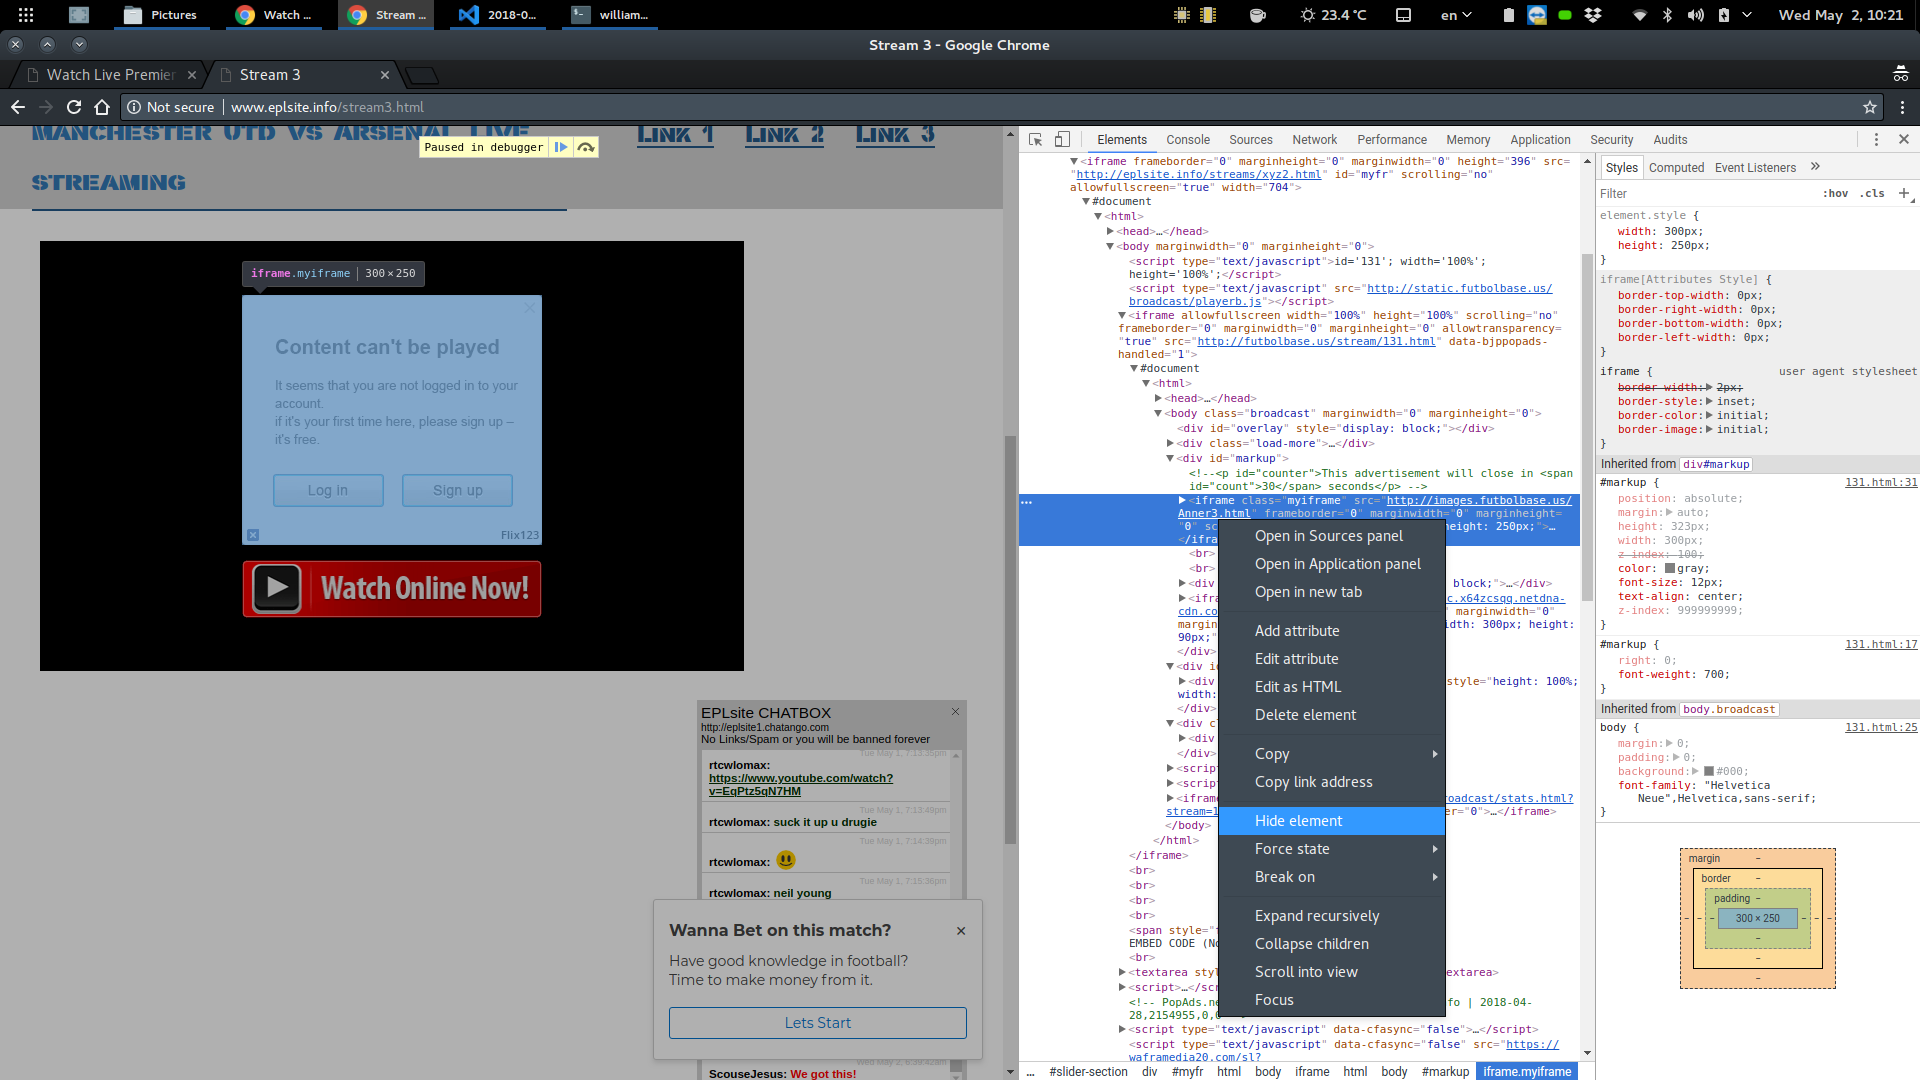 Pictures
Watch ...
Stream ...
2018-0...
william...
23.4 °C
en
Wed May 2, 10:21
Stream 3 - Google Chrome
Watch Live Premier
Stream 3
Not secure
www.eplsite.info/stream3.html
MANCHESTER UTD VS ARSENAL LIVE
STREAMING
Link 1
Link 2
Link 3
Paused in debugger
iframe.myiframe | 300 × 250
Content can't be played
It seems that you are not logged in to your
account.
if it's your first time here, please sign up –
it's free.
Log in
Sign up
Flix123
Watch Online Now!
EPLsite CHATBOX
http://eplsite1.chatango.com
No Links/Spam or you will be banned forever
Tue May 1, 7:13:35pm
rtcwlomax:
https://www.youtube.com/watch?
v=EqPtz5qN7HM
Tue May 1, 7:13:49pm
rtcwlomax: suck it up u drugie
Tue May 1, 7:14:39pm
rtcwlomax:
Tue May 1, 7:15:36pm
rtcwlomax: neil young
Wanna Bet on this match?
Have good knowledge in football?
Time to make money from it.
Lets Start
ScouseJesus: We got this!
Elements
Console
Sources
Network
Performance
Memory
Application
Security
Audits
<iframe frameborder="0" marginheight="0" marginwidth="0" height="396" src=
"http://eplsite.info/streams/xyz2.html" id="myfr" scrolling="no"
allowfullscreen="true" width="704">
#document
<html>
<head>…</head>
<body marginwidth="0" marginheight="0">
<script type="text/javascript">id='131'; width='100%';
height='100%';</script>
<script type="text/javascript" src="http://static.futbolbase.us/
broadcast/playerb.js"></script>
<iframe allowfullscreen width="100%" height="100%" scrolling="no"
frameborder="0" marginwidth="0" marginheight="0" allowtransparency=
"true" src="http://futbolbase.us/stream/131.html" data-bjppopads-
handled="1">
#document
<html>
<head>…</head>
<body class="broadcast" marginwidth="0" marginheight="0">
<div id="overlay" style="display: block;"></div>
<div class="load-more">…</div>
<div id="markup">
<!--<p id="counter">This advertisement will close in <span
id="count">30</span> seconds</p> -->
<iframe class="myiframe" src="http://images.futbolbase.us/
Anner3.html" frameborder="0" marginwidth="0" marginheight=
"0" sc
height: 250px;">…
</ifra
<br>
<br>
<div
block;">…</div>
<ifra
c.x64zcsqq.netdna-
cdn.co
" marginwidth="0"
margin
width: 300px; height:
90px;"
</div>
<div id
<div
style="height: 100%;
width:
</div>
<div cl
<div
</div>
<script
<script
<iframe
roadcast/stats.html?
stream=1
er="0">…</iframe>
</body>
</html>
</iframe>
<br>
<br>
<br>
<br>
<span style="
EMBED CODE (No
<br>
<textarea styl
extarea>
<script>…</scr
<!-- PopAds.ne
fo | 2018-04-
28,2154955,0,0
<script type="text/javascript" data-cfasync="false">…</script>
<script type="text/javascript" data-cfasync="false" src="https://
waframedia20.com/sl?
Open in Sources panel
Open in Application panel
Open in new tab
Add attribute
Edit attribute
Edit as HTML
Delete element
Copy
Copy link address
Hide element
Force state
Break on
Expand recursively
Collapse children
Scroll into view
Focus
... #slider-section div #myfr html body iframe html body #markup iframe.myiframe
Styles
Computed
Event Listeners
Filter
:hov .cls
element.style {
width: 300px;
height: 250px;
}
iframe[Attributes Style] {
border-top-width: 0px;
border-right-width: 0px;
border-bottom-width: 0px;
border-left-width: 0px;
}
iframe { user agent stylesheet
border-width: 2px;
border-style: inset;
border-color: initial;
border-image: initial;
}
Inherited from div#markup
#markup { 131.html:31
position: absolute;
margin: auto;
height: 323px;
width: 300px;
z-index: 100;
color: gray;
font-size: 12px;
text-align: center;
z-index: 999999999;
}
#markup { 131.html:17
right: 0;
font-weight: 700;
}
Inherited from body.broadcast
body { 131.html:25
margin: 0;
padding: 0;
background: #000;
font-family: "Helvetica
Neue",Helvetica,sans-serif;
}
margin -
border -
padding -
300 × 250